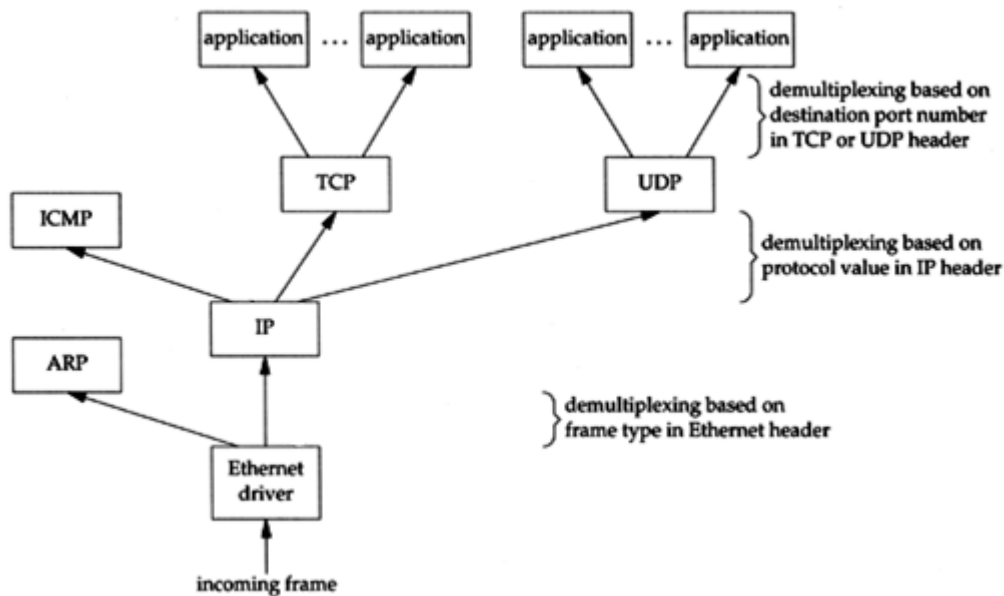 application ... application
application ... application
demultiplexing based on
destination port number
in TCP or UDP header
TCP
UDP
ICMP
demultiplexing based on
protocol value in IP header
IP
ARP
demultiplexing based on
frame type in Ethernet header
Ethernet
driver
incoming frame